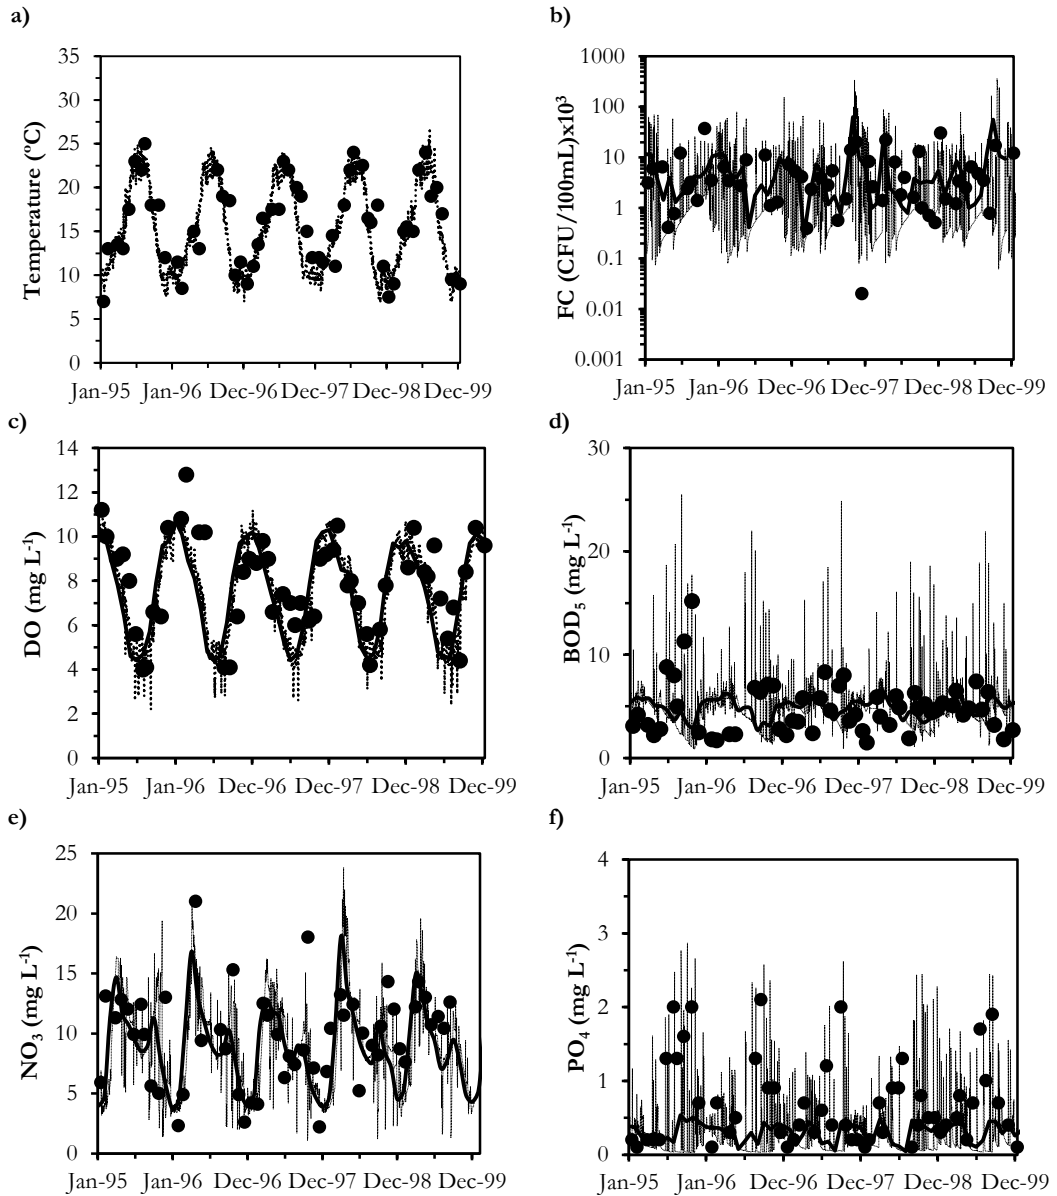 a)
Temperature (ºC)
35
30
25
20
15
10
5
0
Jan-95 Jan-96 Dec-96 Dec-97 Dec-98 Dec-99
b)
FC (CFU/100mL)x10³
1000
100
10
1
0.1
0.01
0.001
Jan-95 Jan-96 Dec-96 Dec-97 Dec-98 Dec-99
c)
DO (mg L⁻¹)
14
12
10
8
6
4
2
0
Jan-95 Jan-96 Dec-96 Dec-97 Dec-98 Dec-99
d)
BOD₅ (mg L⁻¹)
30
20
10
0
Jan-95 Jan-96 Dec-96 Dec-97 Dec-98 Dec-99
e)
NO₃ (mg L⁻¹)
25
20
15
10
5
0
Jan-95 Jan-96 Dec-96 Dec-97 Dec-98 Dec-99
f)
PO₄ (mg L⁻¹)
4
3
2
1
0
Jan-95 Jan-96 Dec-96 Dec-97 Dec-98 Dec-99